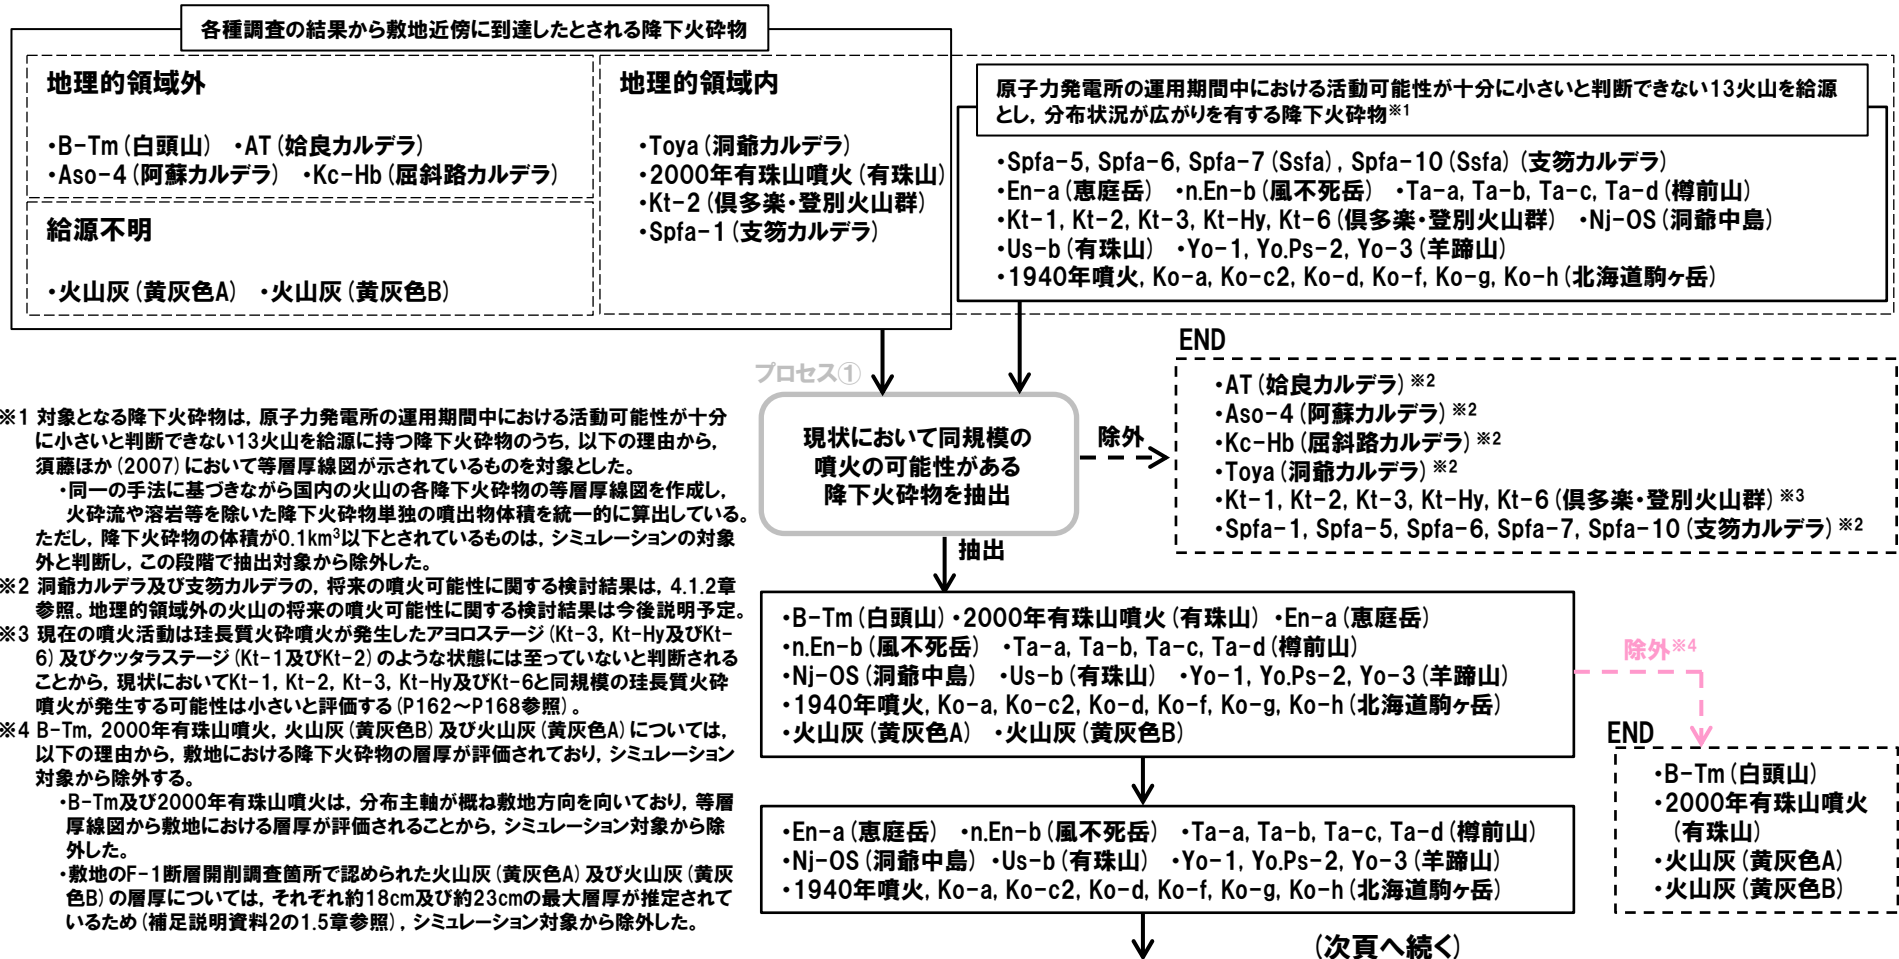 各種調査の結果から敷地近傍に到達したとされる降下火砕物
地理的領域外
・B-Tm(白頭山) ・AT(姶良カルデラ)
・Aso-4(阿蘇カルデラ) ・Kc-Hb(屈斜路カルデラ)
給源不明
・火山灰(黄灰色A) ・火山灰(黄灰色B)
地理的領域内
・Toya(洞爺カルデラ)
・2000年有珠山噴火(有珠山)
・Kt-2(倶多楽・登別火山群)
・Spfa-1(支笏カルデラ)
原子力発電所の運用期間中における活動可能性が十分に小さいと判断できない13火山を給源
とし,分布状況が広がりを有する降下火砕物※1
・Spfa-5, Spfa-6, Spfa-7(Ssfa), Spfa-10(Ssfa)(支笏カルデラ)
・En-a(恵庭岳) ・n.En-b(風不死岳) ・Ta-a, Ta-b, Ta-c, Ta-d(樽前山)
・Kt-1, Kt-2, Kt-3, Kt-Hy, Kt-6(倶多楽・登別火山群) ・Nj-OS(洞爺中島)
・Us-b(有珠山) ・Yo-1, Yo.Ps-2, Yo-3(羊蹄山)
・1940年噴火, Ko-a, Ko-c2, Ko-d, Ko-f, Ko-g, Ko-h(北海道駒ヶ岳)
プロセス①
現状において同規模の
噴火の可能性がある
降下火砕物を抽出
除外
END
・AT(姶良カルデラ)※2
・Aso-4(阿蘇カルデラ)※2
・Kc-Hb(屈斜路カルデラ)※2
・Toya(洞爺カルデラ)※2
・Kt-1, Kt-2, Kt-3, Kt-Hy, Kt-6(倶多楽・登別火山群)※3
・Spfa-1, Spfa-5, Spfa-6, Spfa-7, Spfa-10(支笏カルデラ)※2
抽出
・B-Tm(白頭山)・2000年有珠山噴火(有珠山) ・En-a(恵庭岳)
・n.En-b(風不死岳) ・Ta-a, Ta-b, Ta-c, Ta-d(樽前山)
・Nj-OS(洞爺中島) ・Us-b(有珠山) ・Yo-1, Yo.Ps-2, Yo-3(羊蹄山)
・1940年噴火, Ko-a, Ko-c2, Ko-d, Ko-f, Ko-g, Ko-h(北海道駒ヶ岳)
・火山灰(黄灰色A) ・火山灰(黄灰色B)
除外※4
END
・B-Tm(白頭山)
・2000年有珠山噴火
(有珠山)
・火山灰(黄灰色A)
・火山灰(黄灰色B)
・En-a(恵庭岳) ・n.En-b(風不死岳) ・Ta-a, Ta-b, Ta-c, Ta-d(樽前山)
・Nj-OS(洞爺中島) ・Us-b(有珠山) ・Yo-1, Yo.Ps-2, Yo-3(羊蹄山)
・1940年噴火, Ko-a, Ko-c2, Ko-d, Ko-f, Ko-g, Ko-h(北海道駒ヶ岳)
(次頁へ続く)
※1 対象となる降下火砕物は,原子力発電所の運用期間中における活動可能性が十分
に小さいと判断できない13火山を給源に持つ降下火砕物のうち,以下の理由から,
須藤ほか(2007)において等層厚線図が示されているものを対象とした。
・同一の手法に基づきながら国内の火山の各降下火砕物の等層厚線図を作成し,
火砕流や溶岩等を除いた降下火砕物単独の噴出物体積を統一的に算出している。
ただし,降下火砕物の体積が0.1km³以下とされているものは,シミュレーションの対象
外と判断し,この段階で抽出対象から除外した。
※2 洞爺カルデラ及び支笏カルデラの,将来の噴火可能性に関する検討結果は,4.1.2章
参照。地理的領域外の火山の将来の噴火可能性に関する検討結果は今後説明予定。
※3 現在の噴火活動は珪長質火砕噴火が発生したアヨロステージ(Kt-3, Kt-Hy及びKt-
6)及びクッタラステージ(Kt-1及びKt-2)のような状態には至っていないと判断される
ことから,現状においてKt-1, Kt-2, Kt-3, Kt-Hy及びKt-6と同規模の珪長質火砕
噴火が発生する可能性は小さいと評価する(P162~P168参照)。
※4 B-Tm, 2000年有珠山噴火, 火山灰(黄灰色B)及び火山灰(黄灰色A)については,
以下の理由から,敷地における降下火砕物の層厚が評価されており,シミュレーション
対象から除外する。
・B-Tm及び2000年有珠山噴火は,分布主軸が概ね敷地方向を向いており,等層
厚線図から敷地における層厚が評価されることから,シミュレーション対象から除
外した。
・敷地のF-1断層開削調査箇所で認められた火山灰(黄灰色A)及び火山灰(黄灰
色B)の層厚については,それぞれ約18cm及び約23cmの最大層厚が推定されて
いるため(補足説明資料2の1.5章参照),シミュレーション対象から除外した。